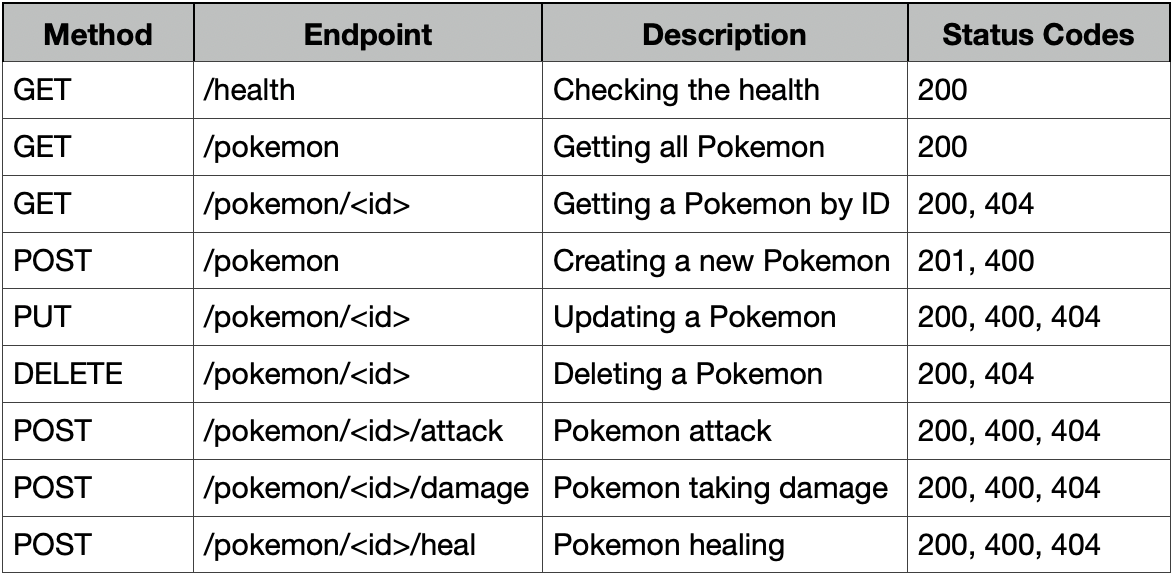 Method Endpoint Description Status Codes
GET /health Checking the health 200
GET /pokemon Getting all Pokemon 200
GET /pokemon/<id> Getting a Pokemon by ID 200, 404
POST /pokemon Creating a new Pokemon 201, 400
PUT /pokemon/<id> Updating a Pokemon 200, 400, 404
DELETE /pokemon/<id> Deleting a Pokemon 200, 404
POST /pokemon/<id>/attack Pokemon attack 200, 400, 404
POST /pokemon/<id>/damage Pokemon taking damage 200, 400, 404
POST /pokemon/<id>/heal Pokemon healing 200, 400, 404